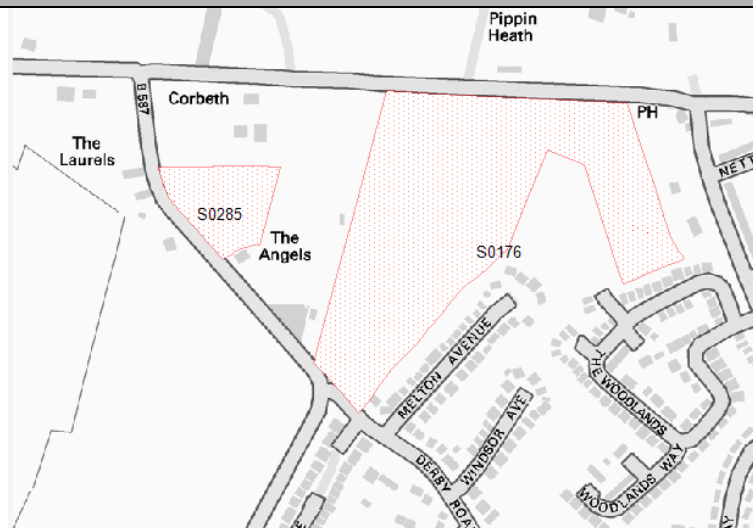 Pippin
Heath
B 587
Corbeth
PH
The
Laurels
NETT
S0285
The
Angels
S0176
MELTON AVENUE
THE WOODLANDS
WINDSOR AVE
DERBY ROAD
WOODLANDS WAY